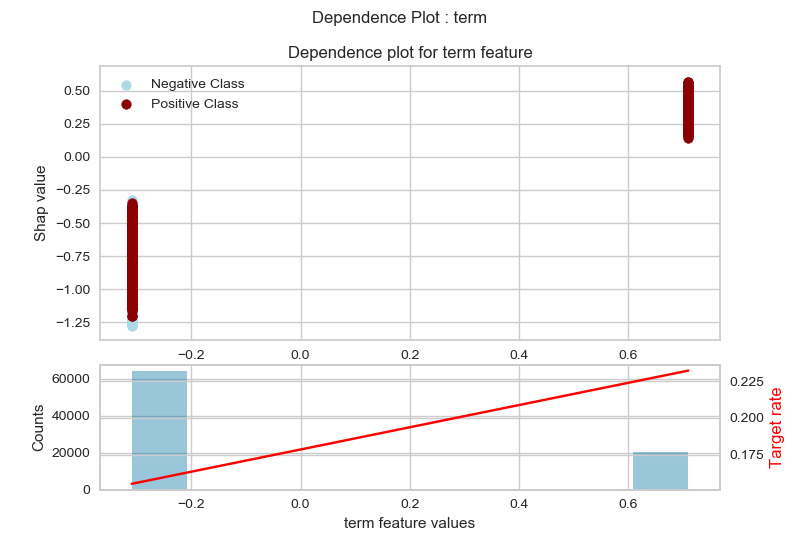 Dependence Plot : term
Dependence plot for term feature
Negative Class
Positive Class
Shap value
0.50
0.25
0.00
−0.25
−0.50
−0.75
−1.00
−1.25
−0.2 0.0 0.2 0.4 0.6
Counts
60000
40000
20000
0
0.225
0.200
0.175
Target rate
−0.2 0.0 0.2 0.4 0.6
term feature values